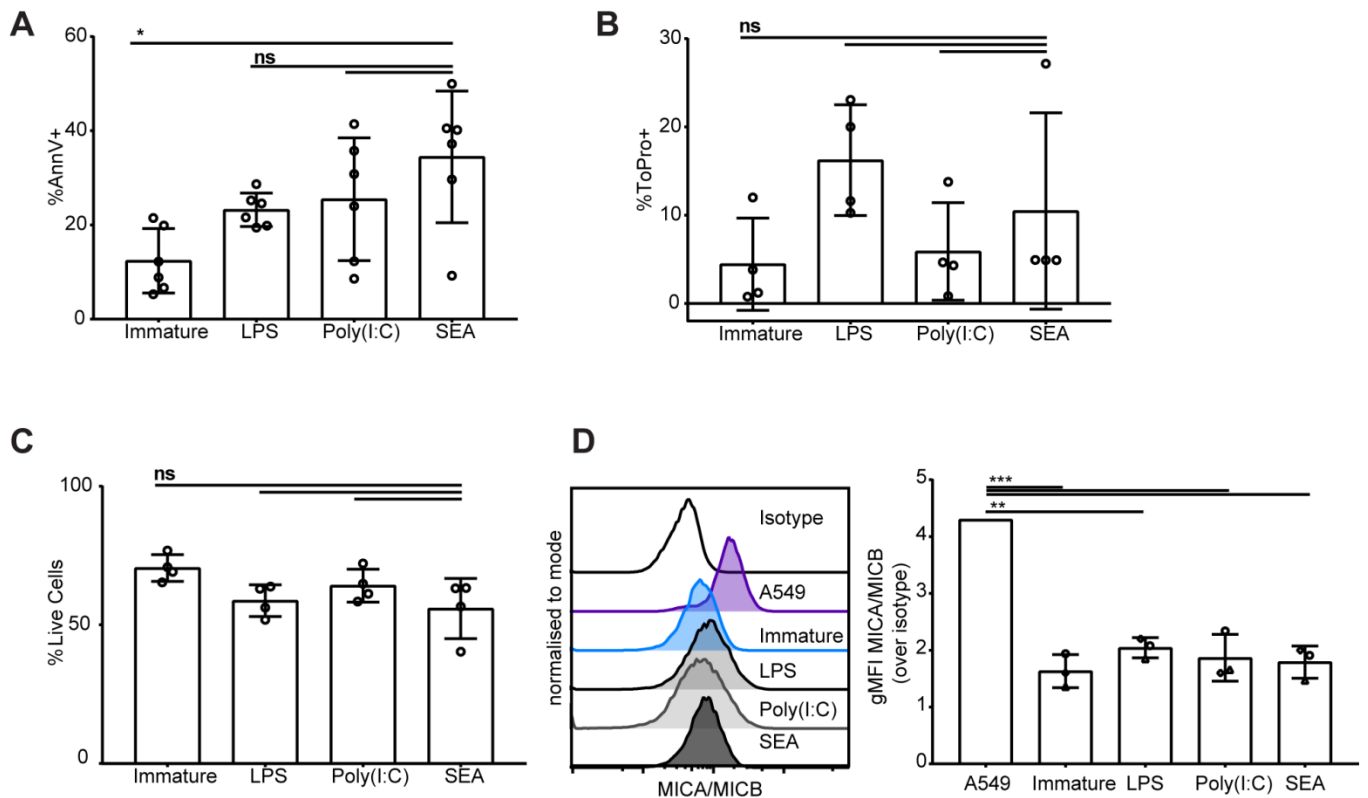 A
%AnnV+
60
40
20
0
*
ns
Immature LPS Poly(I:C) SEA
B
%ToPro+
30
20
10
0
ns
Immature LPS Poly(I:C) SEA
C
% Live Cells
100
50
0
ns
Immature LPS Poly(I:C) SEA
D
normalised to mode
Isotype
A549
Immature
LPS
Poly(I:C)
SEA
MICA/MICB
gMFI MICA/MICB
(over isotype)
5
4
3
2
1
0
***
**
A549 Immature LPS Poly(I:C) SEA